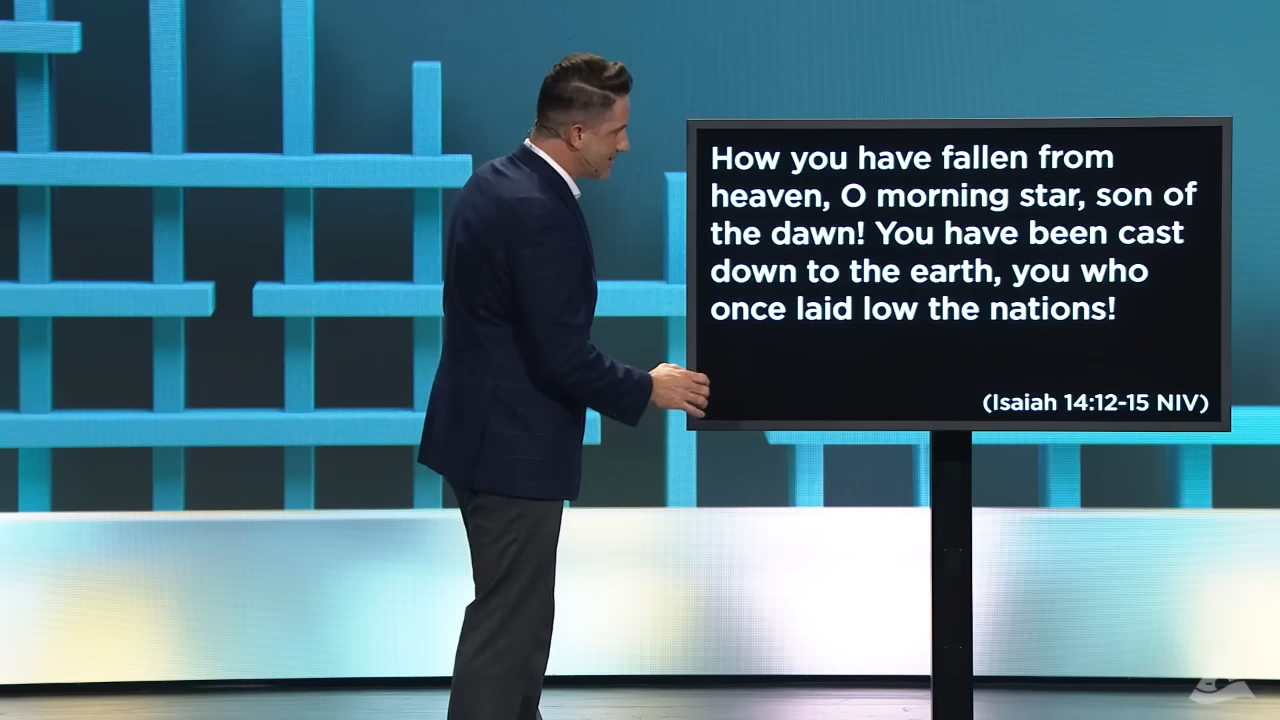 How you have fallen from
heaven, O morning star, son of
the dawn! You have been cast
down to the earth, you who
once laid low the nations!
(Isaiah 14:12-15 NIV)